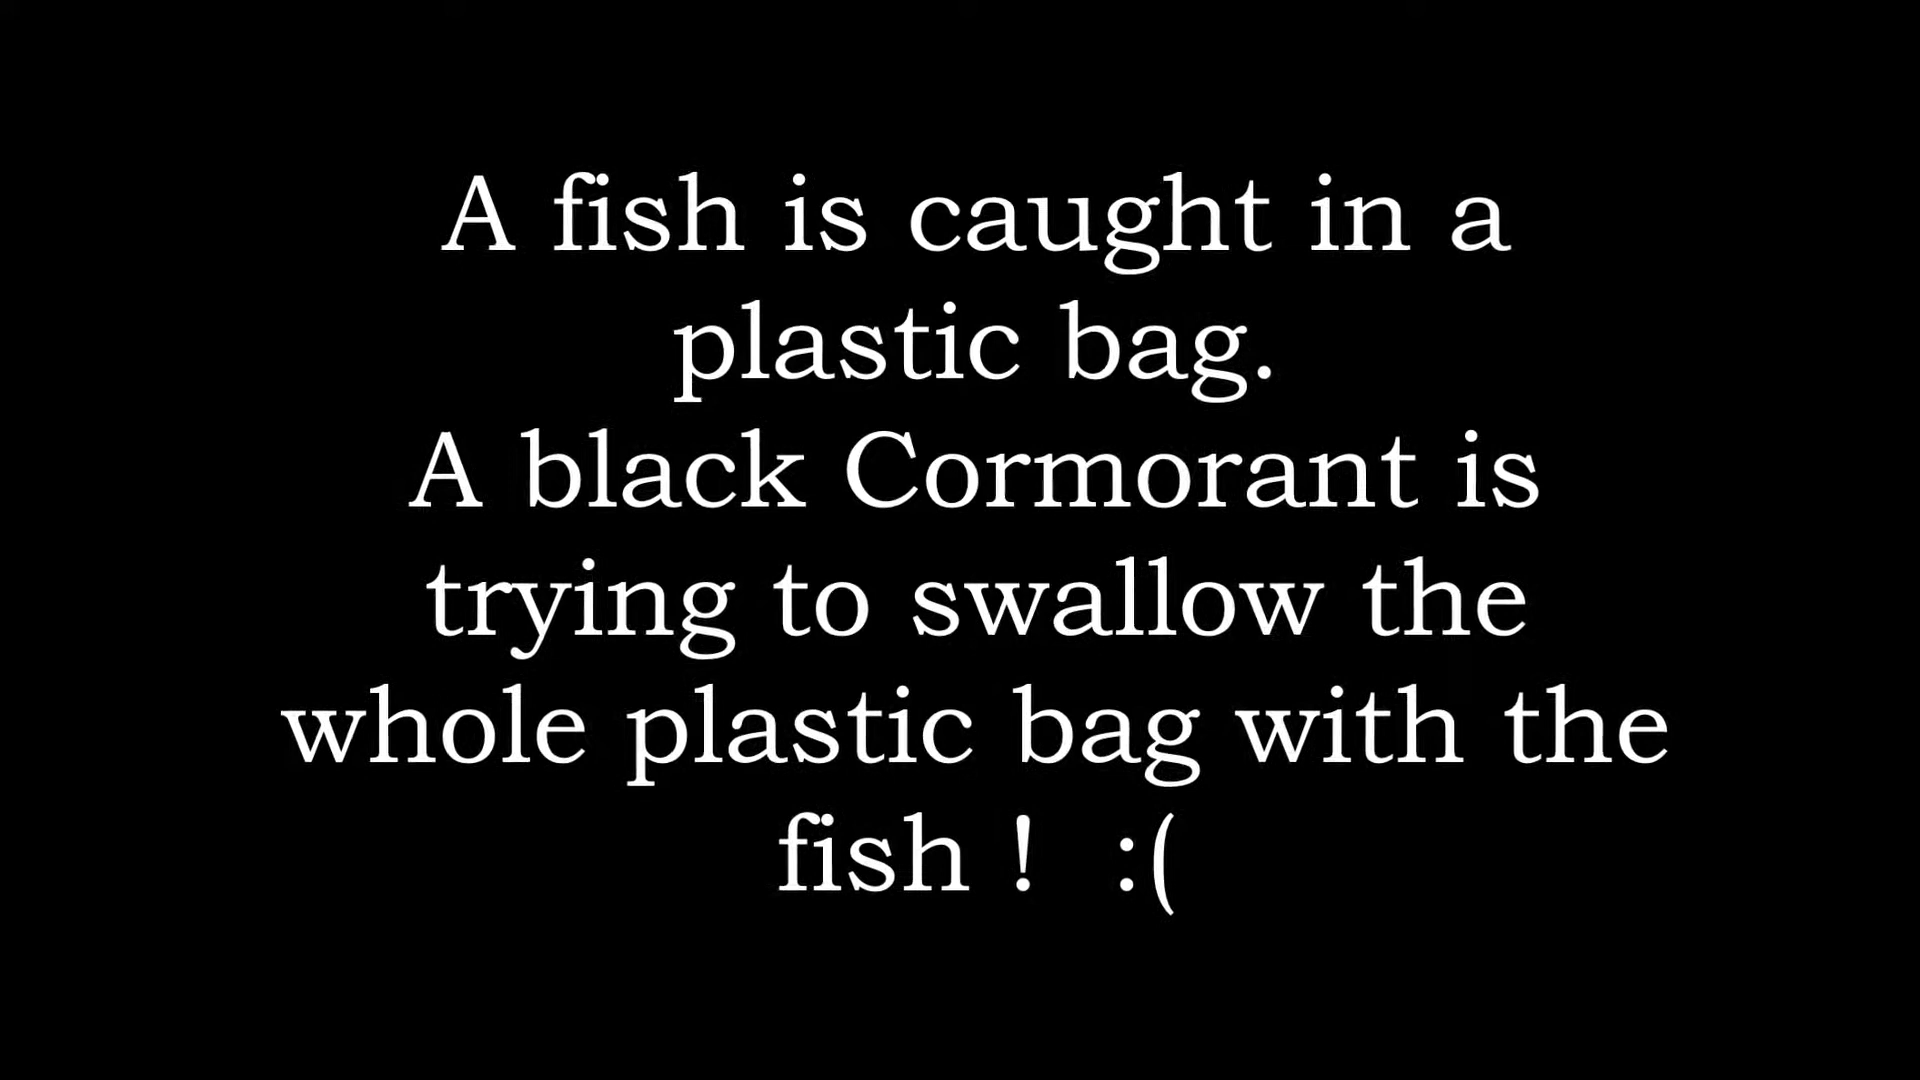 A fish is caught in a
plastic bag.
A black Cormorant is
trying to swallow the
whole plastic bag with the
fish !  :(